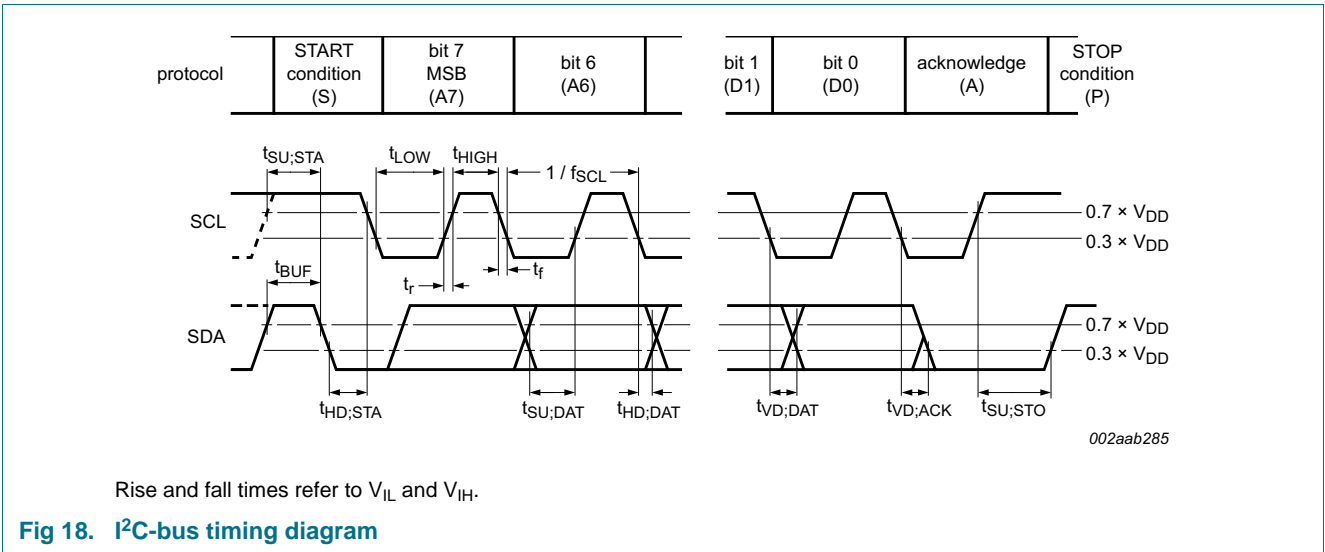 protocol
START
condition
(S)
bit 7
MSB
(A7)
bit 6
(A6)
bit 1
(D1)
bit 0
(D0)
acknowledge
(A)
STOP
condition
(P)
tSU;STA
tLOW
tHIGH
1 / fSCL
SCL
0.7 × VDD
0.3 × VDD
tBUF
tr
tf
SDA
0.7 × VDD
0.3 × VDD
tHD;STA
tSU;DAT
tHD;DAT
tVD;DAT
tVD;ACK
tSU;STO
002aab285
Rise and fall times refer to VIL and VIH.
Fig 18. I²C-bus timing diagram